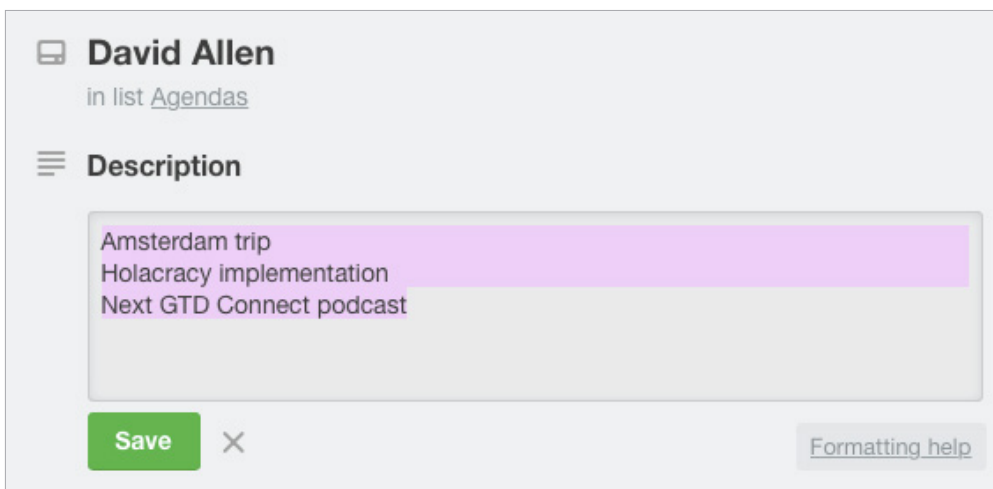 David Allen
in list Agendas
Description
Amsterdam trip
Holacracy implementation
Next GTD Connect podcast
Save
Formatting help